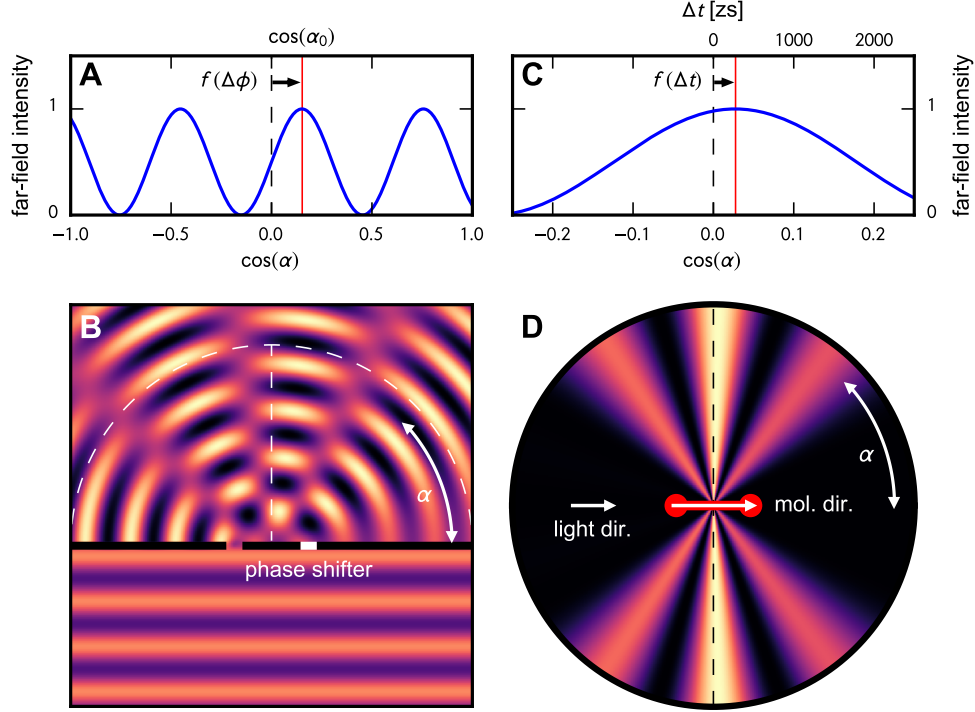 cos(α₀)
A
f(Δϕ)
far-field intensity
1
0
−1.0 −0.5 0.0 0.5 1.0
cos(α)
Δt [zs]
0 1000 2000
C
f(Δt)
far-field intensity
1
0
−0.2 −0.1 0.0 0.1 0.2
cos(α)
B
α
phase shifter
D
α
light dir.
mol. dir.